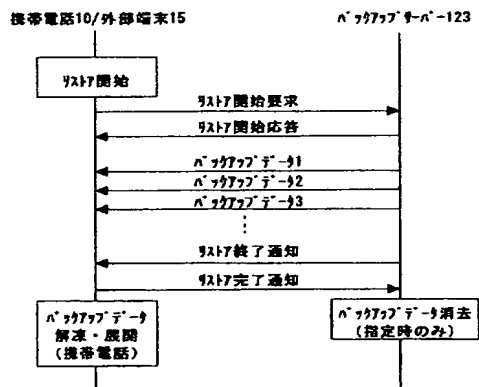 携帯電話10/外部端末15
ﾊﾞｯｸｱｯﾌﾟｻｰﾊﾞｰ123
ﾘｽﾄｱ開始
ﾘｽﾄｱ開始要求
ﾘｽﾄｱ開始応答
ﾊﾞｯｸｱｯﾌﾟﾃﾞｰﾀ1
ﾊﾞｯｸｱｯﾌﾟﾃﾞｰﾀ2
ﾊﾞｯｸｱｯﾌﾟﾃﾞｰﾀ3
ﾘｽﾄｱ終了通知
ﾘｽﾄｱ完了通知
ﾊﾞｯｸｱｯﾌﾟﾃﾞｰﾀ
解凍・展開
(携帯電話)
ﾊﾞｯｸｱｯﾌﾟﾃﾞｰﾀ消去
(指定時のみ)